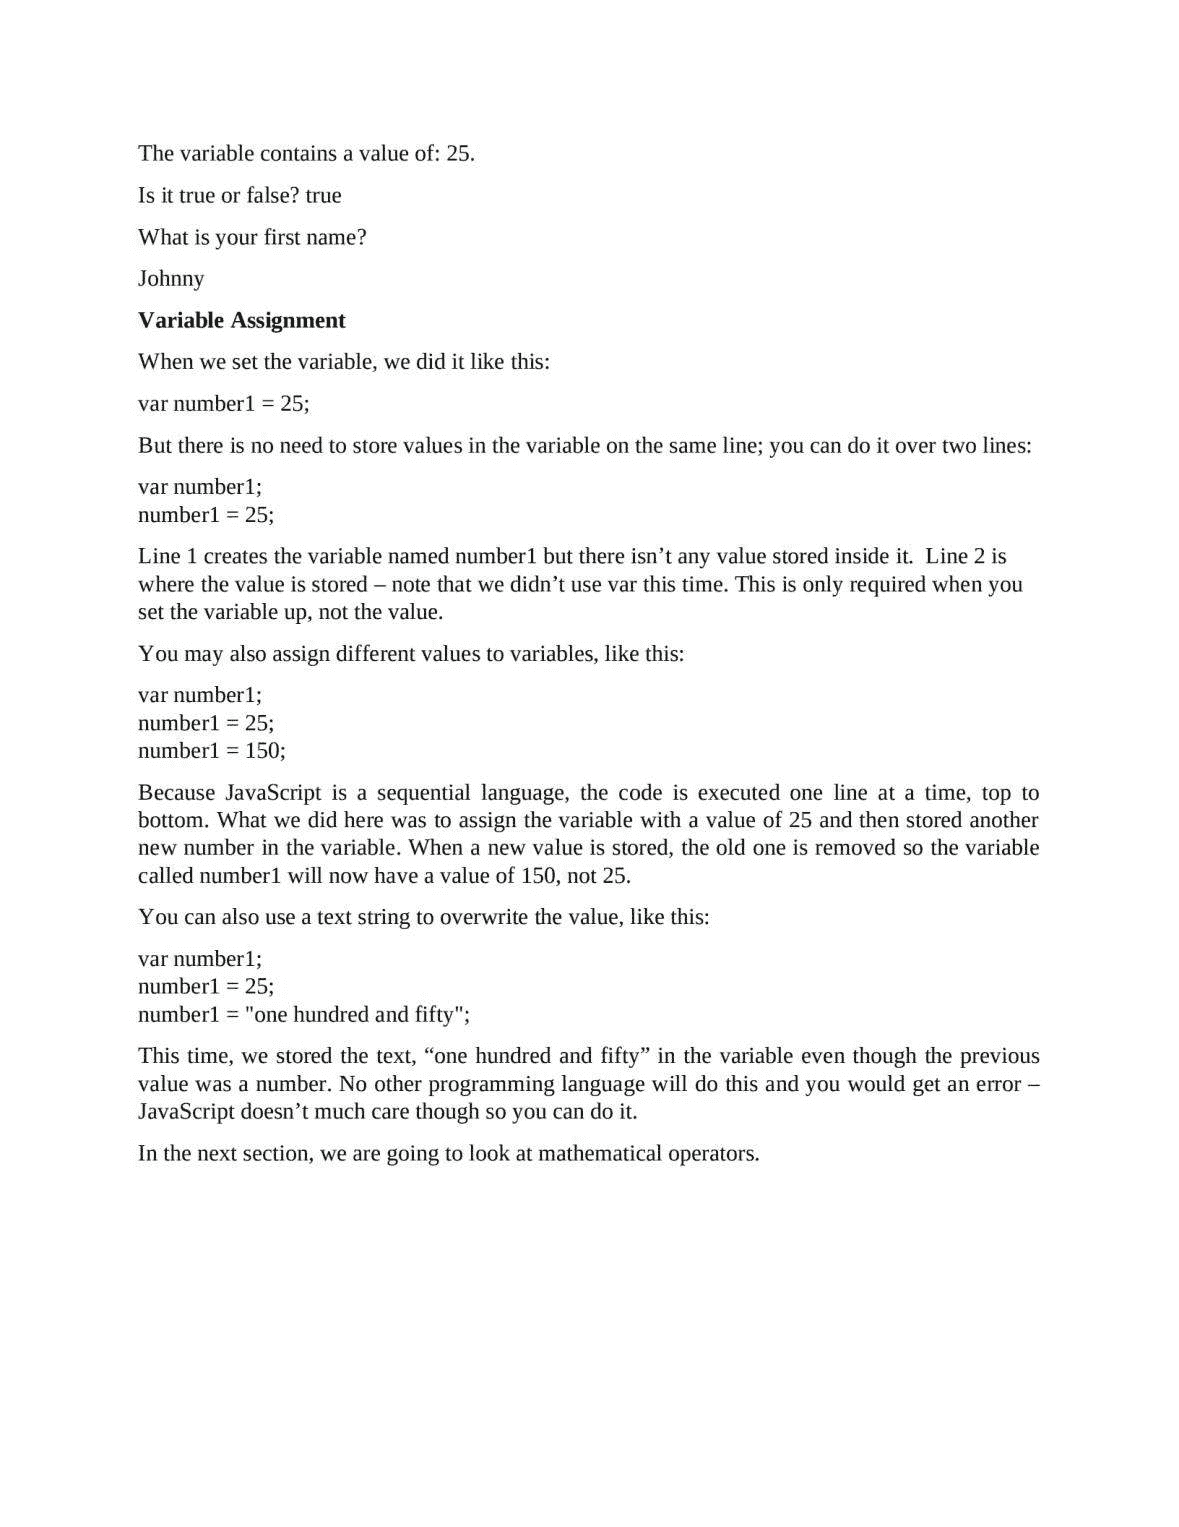 The variable contains a value of: 25.
Is it true or false? true
What is your first name?
Johnny
Variable Assignment
When we set the variable, we did it like this:
var number1 = 25;
But there is no need to store values in the variable on the same line; you can do it over two lines:
var number1;
number1 = 25;
Line 1 creates the variable named number1 but there isn’t any value stored inside it.  Line 2 is
where the value is stored – note that we didn’t use var this time. This is only required when you
set the variable up, not the value.
You may also assign different values to variables, like this:
var number1;
number1 = 25;
number1 = 150;
Because JavaScript is a sequential language, the code is executed one line at a time, top to
bottom. What we did here was to assign the variable with a value of 25 and then stored another
new number in the variable. When a new value is stored, the old one is removed so the variable
called number1 will now have a value of 150, not 25.
You can also use a text string to overwrite the value, like this:
var number1;
number1 = 25;
number1 = "one hundred and fifty";
This time, we stored the text, “one hundred and fifty” in the variable even though the previous
value was a number. No other programming language will do this and you would get an error –
JavaScript doesn’t much care though so you can do it.
In the next section, we are going to look at mathematical operators.